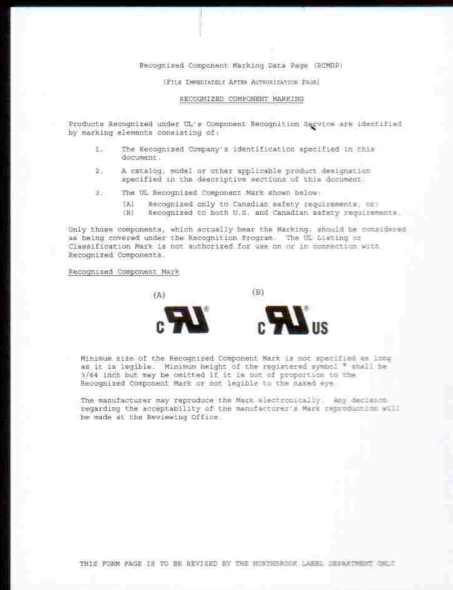 Recognized Component Marking Data Page (RCMDP)
(FILE IMMEDIATELY AFTER AUTHORIZATION PAGE)
RECOGNIZED COMPONENT MARKING
Products Recognized under UL's Component Recognition Service are identified
by marking elements consisting of:
1. The Recognized Company's identification specified in this
document.
2. A catalog, model or other applicable product designation
specified in the descriptive sections of this document.
3. The UL Recognized Component Mark shown below:
(A) Recognized only to Canadian safety requirements, or:
(B) Recognized to both U.S. and Canadian safety requirements.
Only those components, which actually bear the Marking, should be considered
as being covered under the Recognition Program. The UL Listing or
Classification Mark is not authorized for use on or in connection with
Recognized Components.
Recognized Component Mark
(A) (B)
C RU ® C RU ® US
Minimum size of the Recognized Component Mark is not specified as long
as it is legible. Minimum height of the registered symbol ® shall be
3/64 inch but may be omitted if it is out of proportion to the
Recognized Component Mark or not legible to the naked eye.
The manufacturer may reproduce the Mark electronically. Any decision
regarding the acceptability of the manufacturer's Mark reproduction will
be made at the Reviewing Office.
THIS FORM PAGE IS TO BE REVISED BY THE NORTHBROOK LABEL DEPARTMENT ONLY